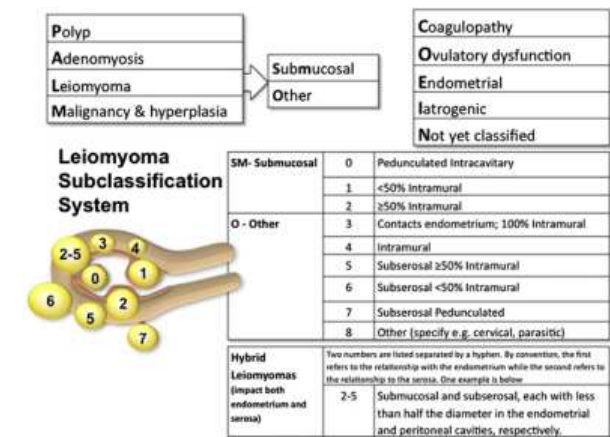 Polyp
Adenomyosis
Leiomyoma
Malignancy & hyperplasia
Submucosal
Other
Coagulopathy
Ovulatory dysfunction
Endometrial
Iatrogenic
Not yet classified
Leiomyoma
Subclassification
System
SM- Submucosal
0 Pedunculated Intracavitary
1 <50% Intramural
2 ≥50% Intramural
O - Other
3 Contacts endometrium; 100% Intramural
4 Intramural
5 Subserosal ≥50% Intramural
6 Subserosal <50% Intramural
7 Subserosal Pedunculated
8 Other (specify e.g. cervical, parasitic)
Hybrid
Leiomyomas
(impact both
endometrium and
serosa)
Two numbers are listed separated by a hyphen. By convention, the first
refers to the relationship with the endometrium while the second refers to
the relationship to the serosa. One example is below
2-5 Submucosal and subserosal, each with less
than half the diameter in the endometrial
and peritoneal cavities, respectively.
2-5
3
4
0
1
6
5
2
7